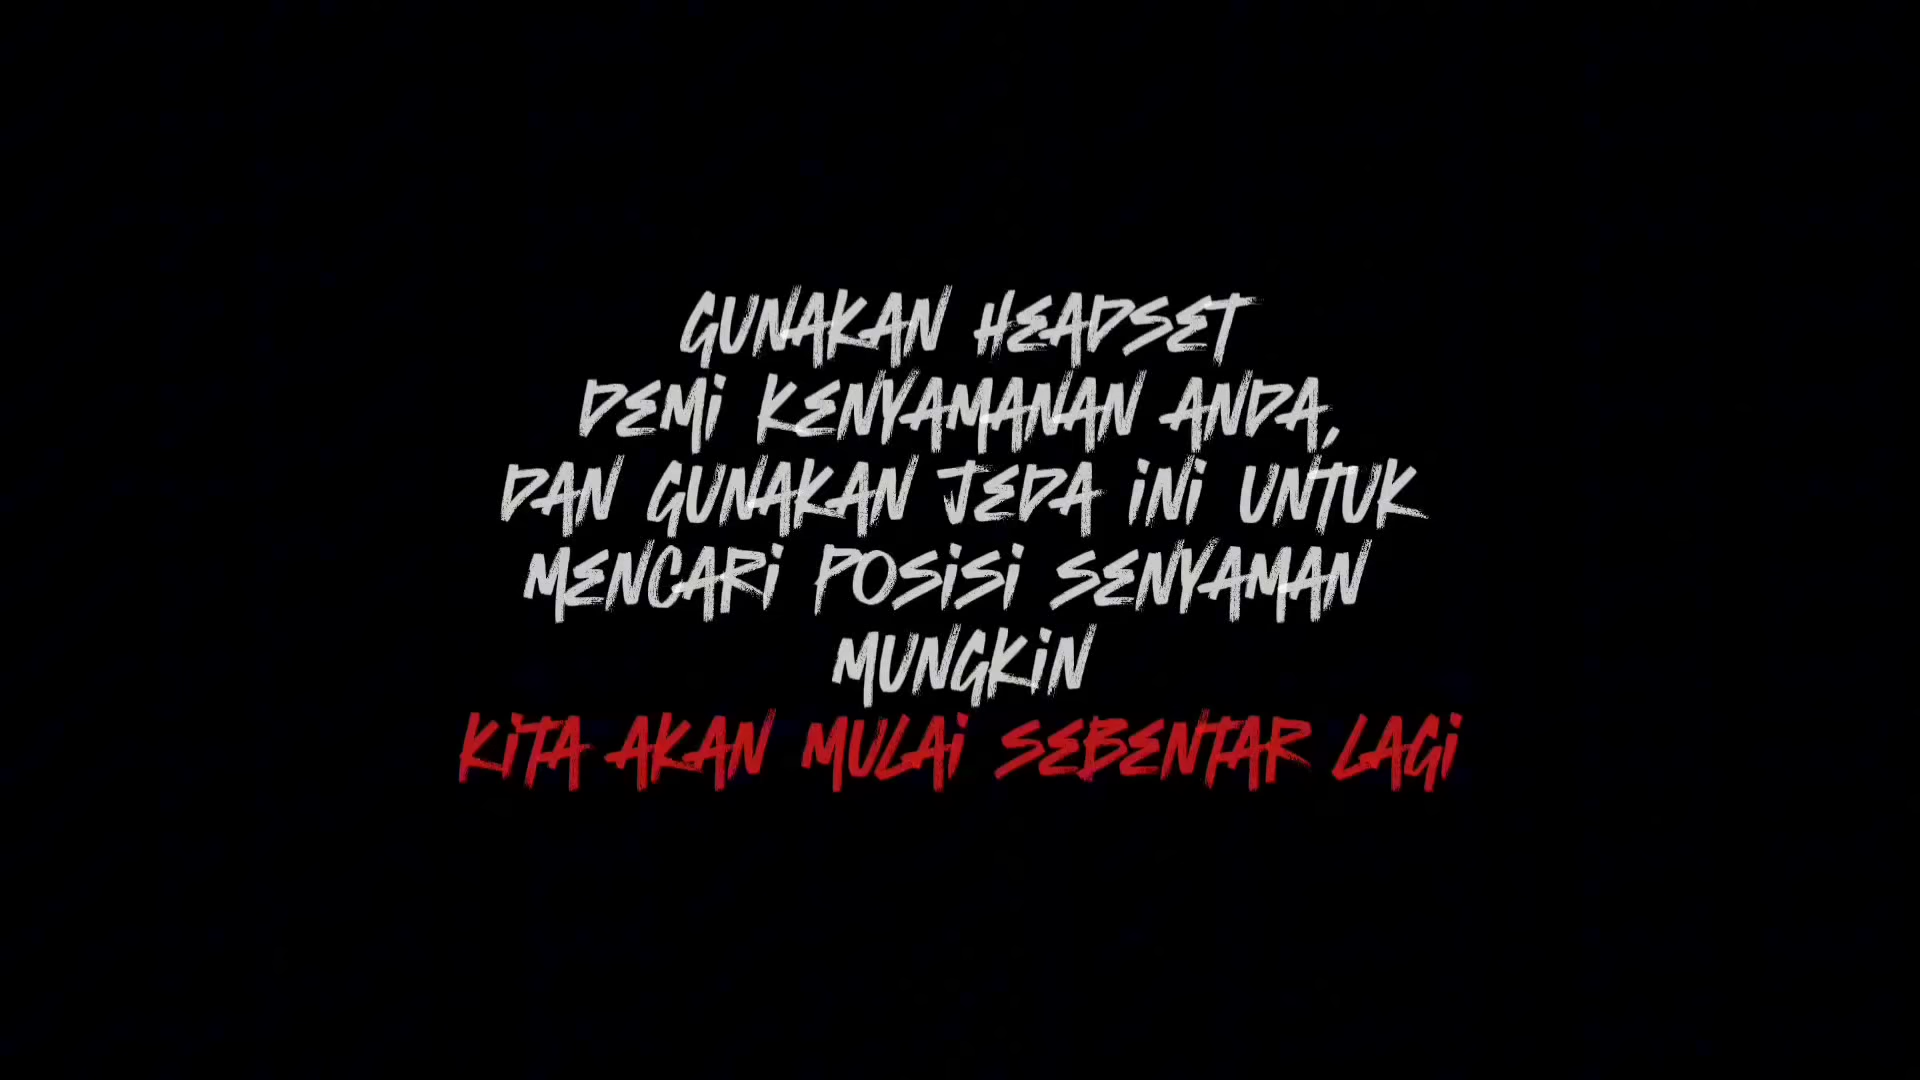 GUNAKAN HEADSET
DEMI KENYAMANAN ANDA,
DAN GUNAKAN JEDA INI UNTUK
MENCARI POSISI SENYAMAN
MUNGKIN
KITA AKAN MULAI SEBENTAR LAGI